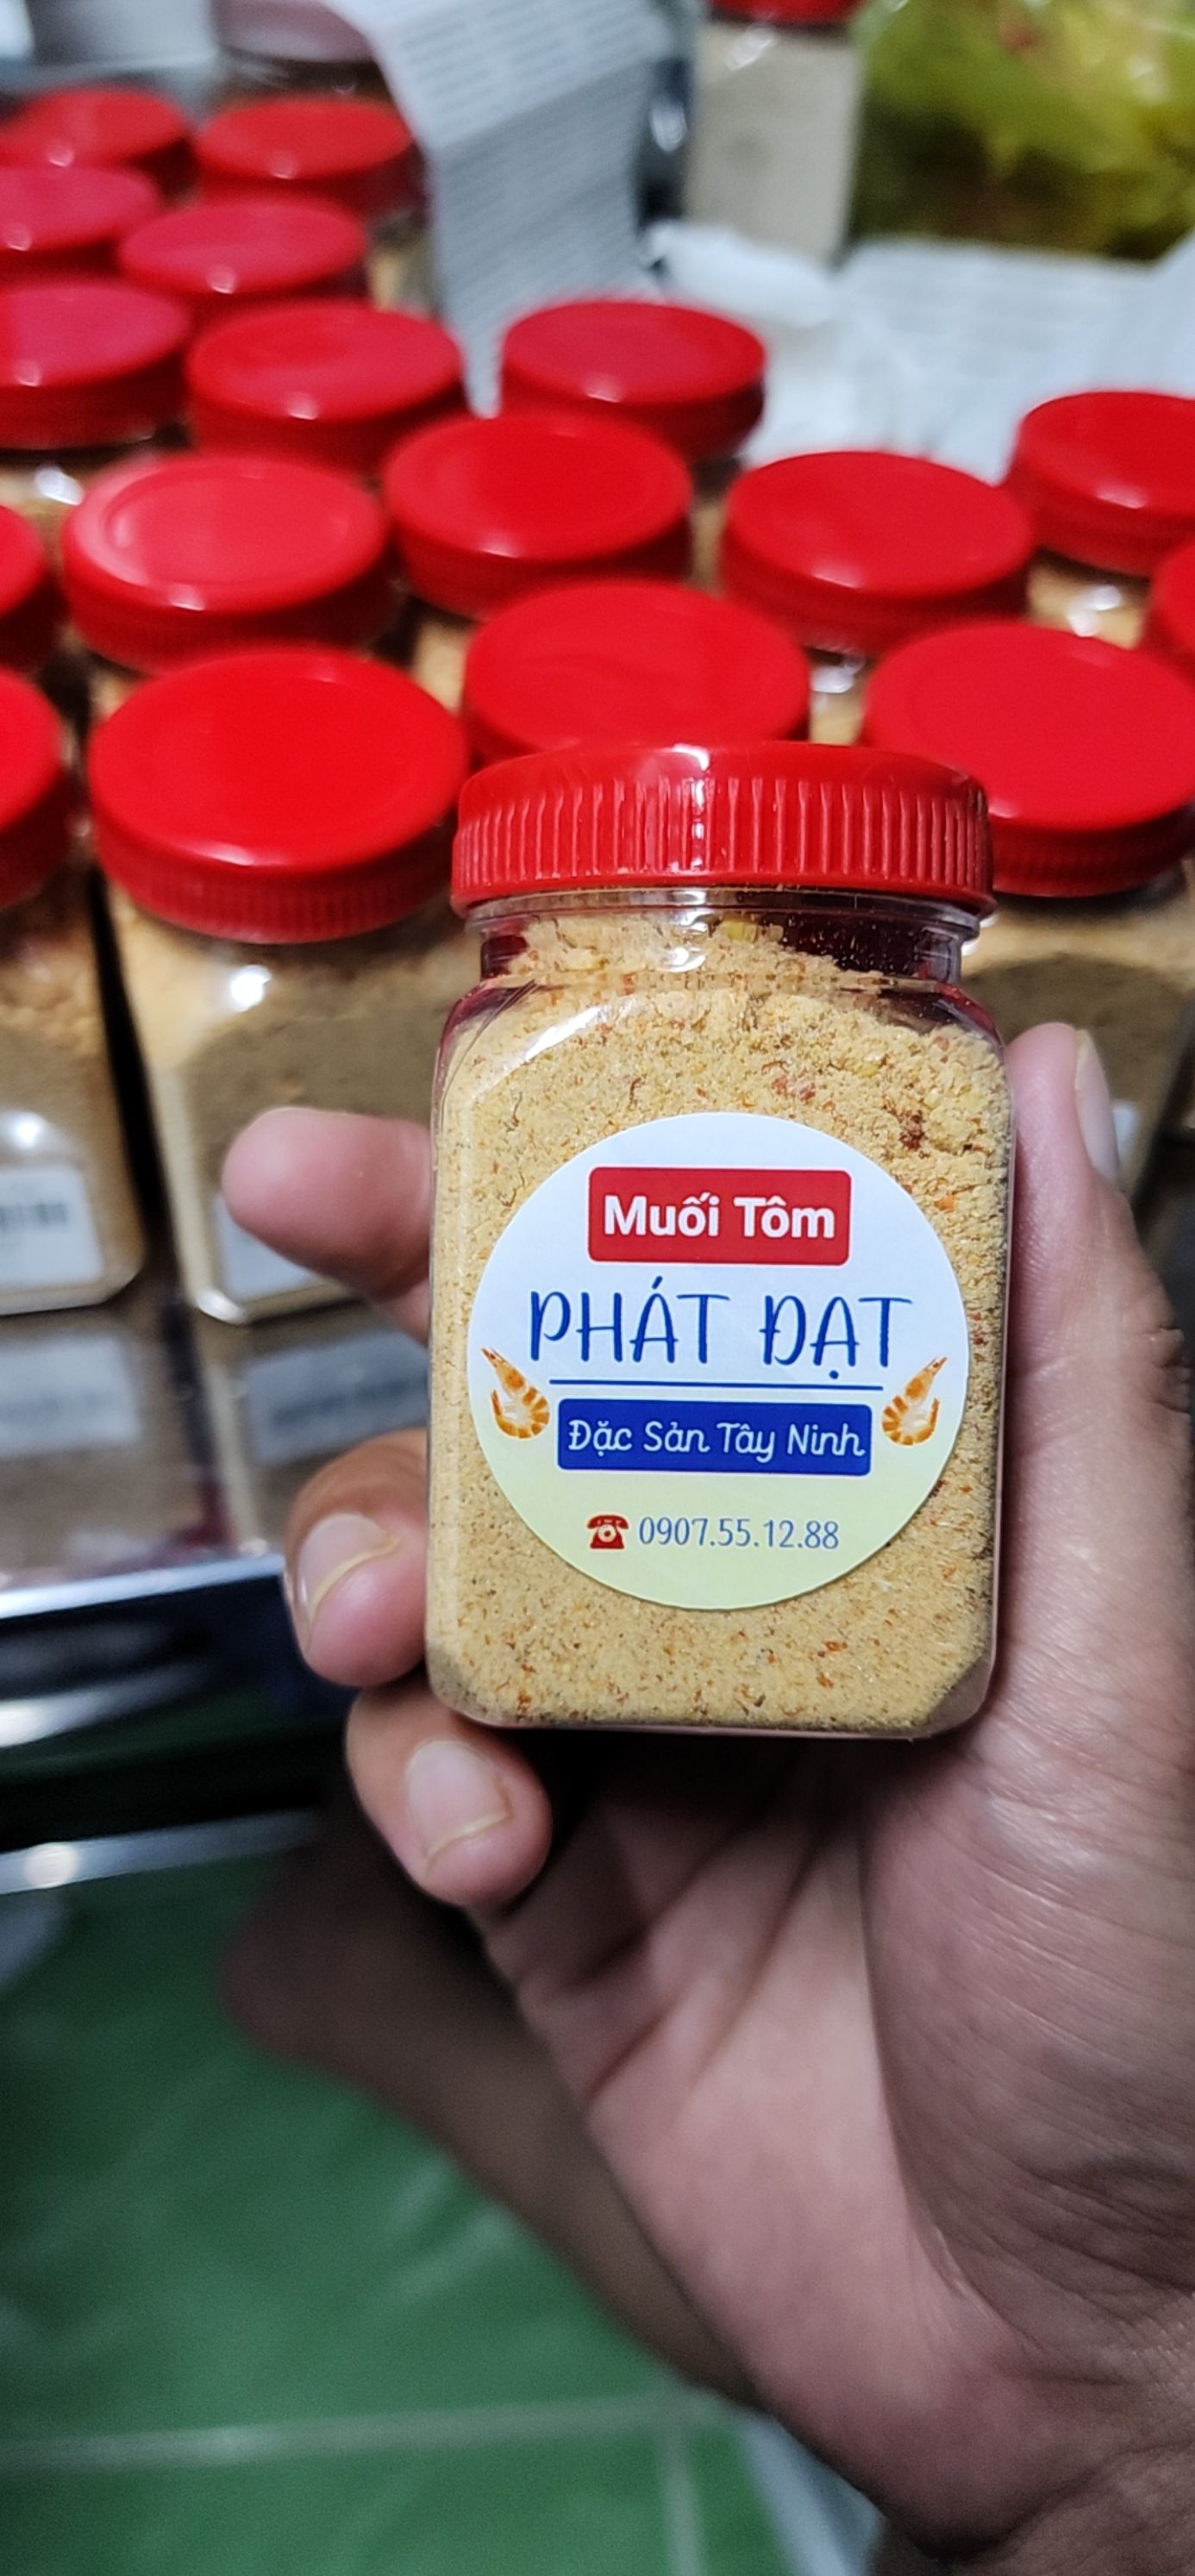 Muối Tôm
PHÁT ĐẠT
Đặc Sản Tây Ninh
☎ 0907.55.12.88